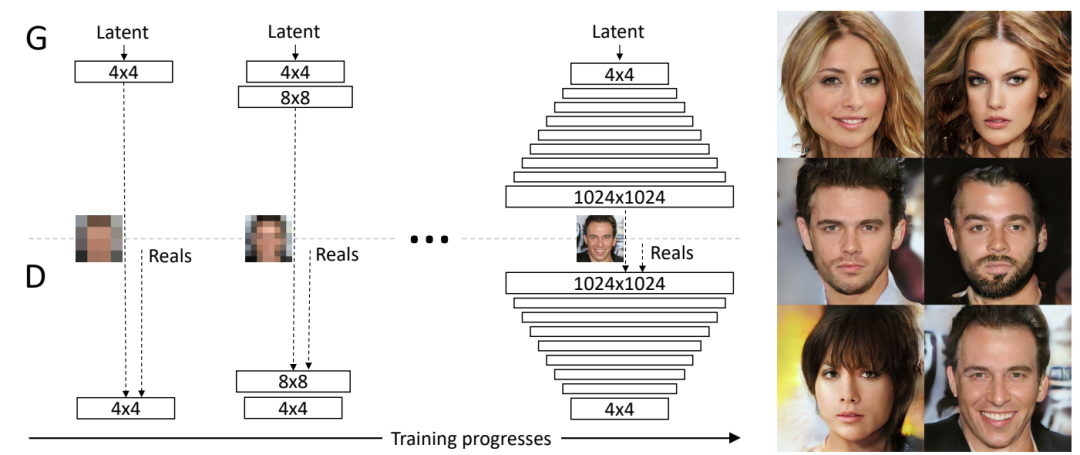 G
Latent
4x4
Latent
4x4
8x8
Latent
4x4
1024x1024
Reals
Reals
...
Reals
D
1024x1024
8x8
4x4
4x4
4x4
Training progresses